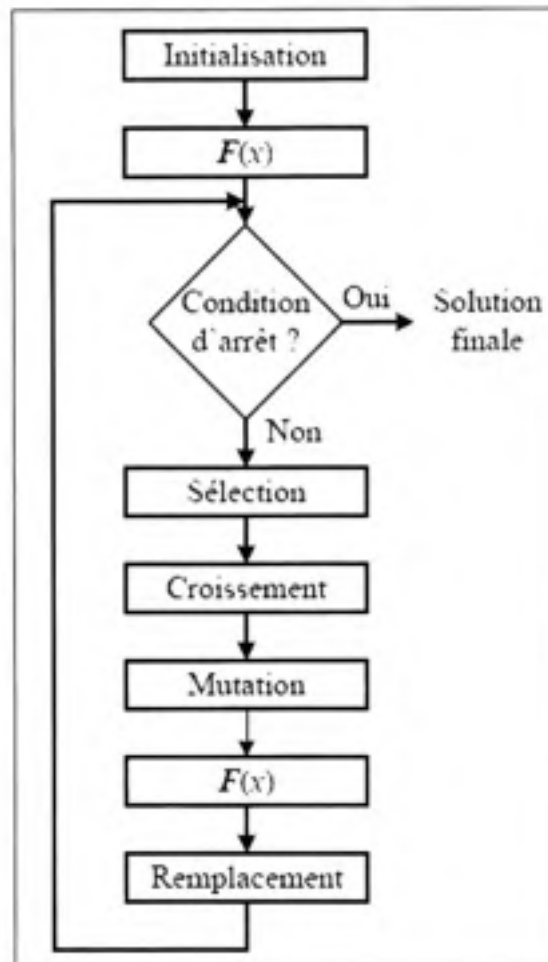 Initialisation
F(x)
Condition
d'arrêt ?
Oui
Solution
finale
Non
Sélection
Croissement
Mutation
F(x)
Remplacement